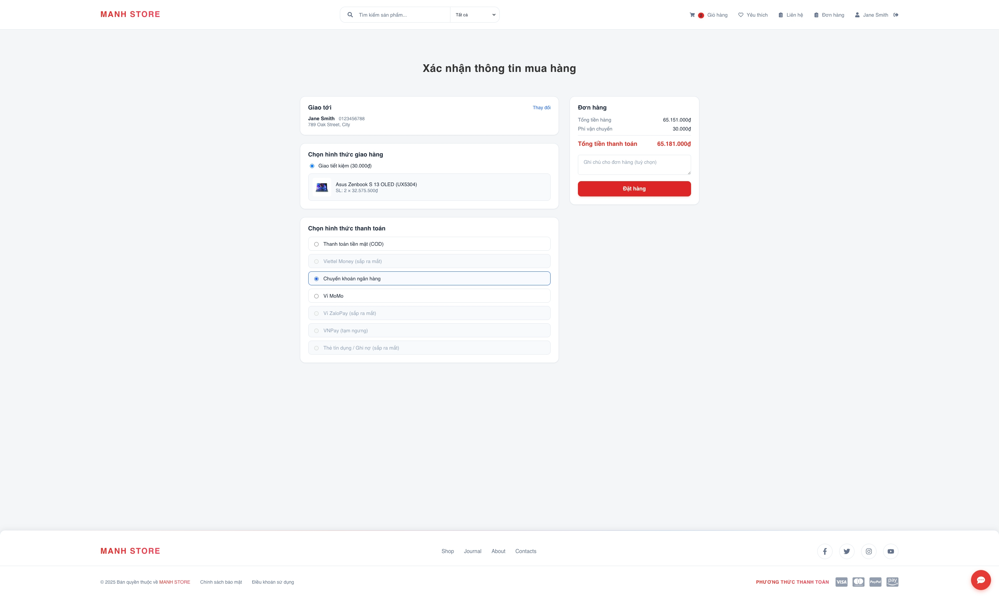 MANH STORE
Tìm kiếm sản phẩm...
Tất cả
2 Giỏ hàng
Yêu thích
Liên hệ
Đơn hàng
Jane Smith
Xác nhận thông tin mua hàng
Giao tới
Thay đổi
Jane Smith 0123456788
789 Oak Street, City
Chọn hình thức giao hàng
Giao tiết kiệm (30.000₫)
Asus Zenbook S 13 OLED (UX5304)
SL: 2 × 32.575.500₫
Chọn hình thức thanh toán
Thanh toán tiền mặt (COD)
Viettel Money (sắp ra mắt)
Chuyển khoản ngân hàng
Ví MoMo
Ví ZaloPay (sắp ra mắt)
VNPay (tạm ngưng)
Thẻ tín dụng / Ghi nợ (sắp ra mắt)
Đơn hàng
Tổng tiền hàng 65.151.000₫
Phí vận chuyển 30.000₫
Tổng tiền thanh toán 65.181.000₫
Ghi chú cho đơn hàng (tuỳ chọn)
Đặt hàng
MANH STORE
Shop
Journal
About
Contacts
© 2025 Bản quyền thuộc về MANH STORE
Chính sách bảo mật
Điều khoản sử dụng
PHƯƠNG THỨC THANH TOÁN
VISA
PayPal
pay